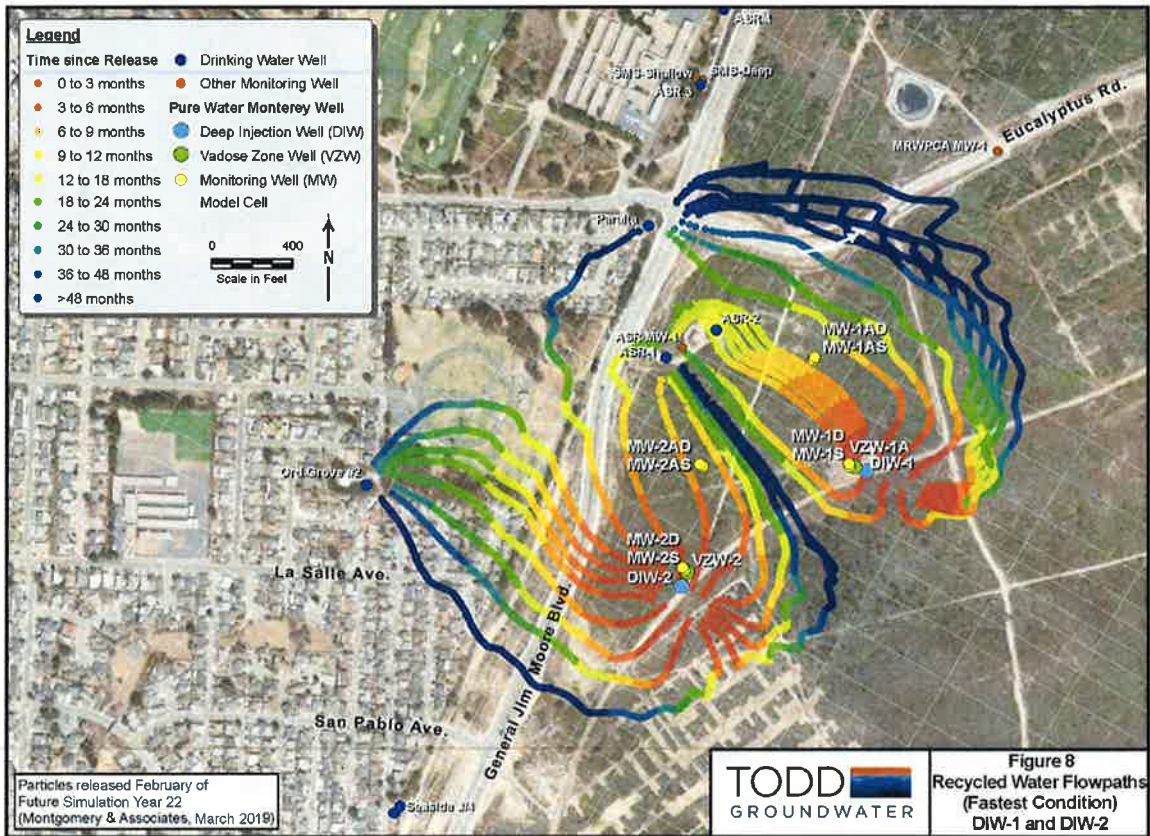 Legend
Time since Release
0 to 3 months
3 to 6 months
6 to 9 months
9 to 12 months
12 to 18 months
18 to 24 months
24 to 30 months
30 to 36 months
36 to 48 months
>48 months
Drinking Water Well
Other Monitoring Well
Pure Water Monterey Well
Deep Injection Well (DIW)
Vadose Zone Well (VZW)
Monitoring Well (MW)
Model Cell
0 400
Scale in Feet
N
ASR4
SMS-Shallow
SMS-Deep
ASR-3
Eucalyptus Rd.
MRWPCA MW-1
Paralta
ASR-2
ASR-MW-1
ASR-1
MW-1AD
MW-1AS
MW-1D
MW-1S
VZW-1A
DIW-1
MW-2AD
MW-2AS
Ord Grove #2
MW-2D
MW-2S
VZW-2
DIW-2
La Salle Ave.
General Jim Moore Blvd.
San Pablo Ave.
Seaside #4
Particles released February of
Future Simulation Year 22
(Montgomery & Associates, March 2019)
TODD
GROUNDWATER
Figure 8
Recycled Water Flowpaths
(Fastest Condition)
DIW-1 and DIW-2